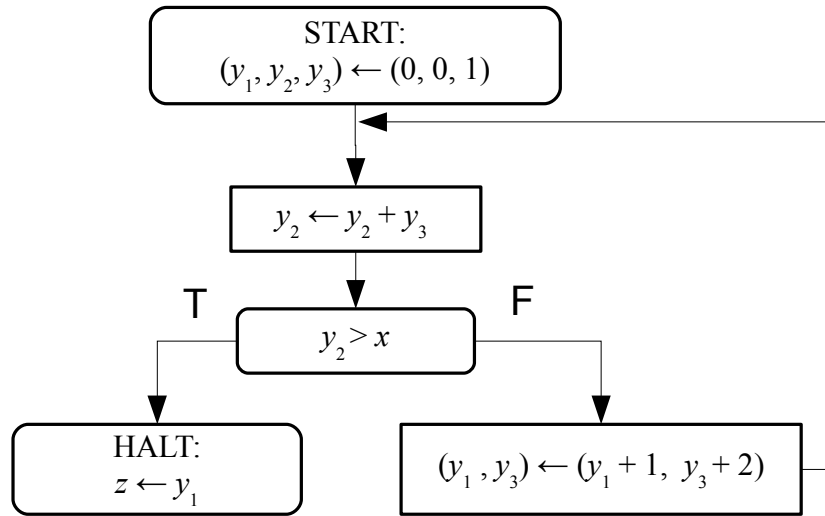 START:
(y₁, y₂, y₃) ← (0, 0, 1)
y₂ ← y₂ + y₃
T
F
y₂ > x
HALT:
z ← y₁
(y₁ , y₃) ← (y₁ + 1, y₃ + 2)